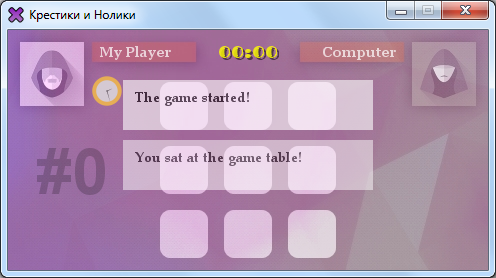 Крестики и Нолики
My Player
00:00
Computer
The game started!
#0
You sat at the game table!